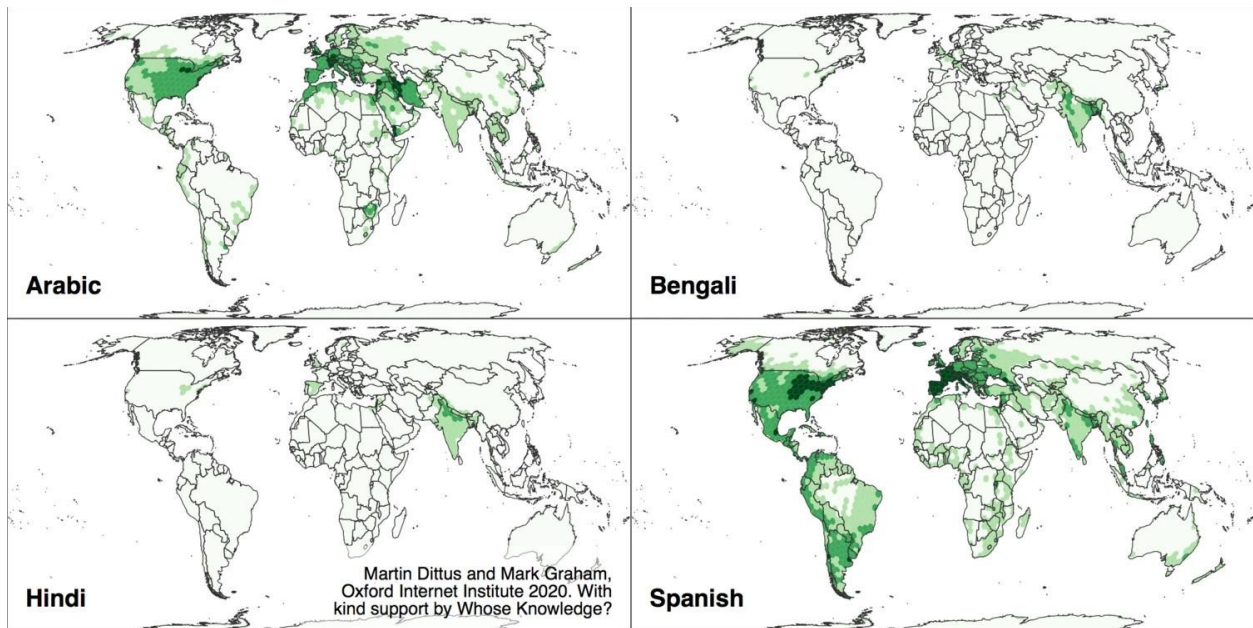 Arabic
Bengali
Hindi
Martin Dittus and Mark Graham,
Oxford Internet Institute 2020. With
kind support by Whose Knowledge?
Spanish